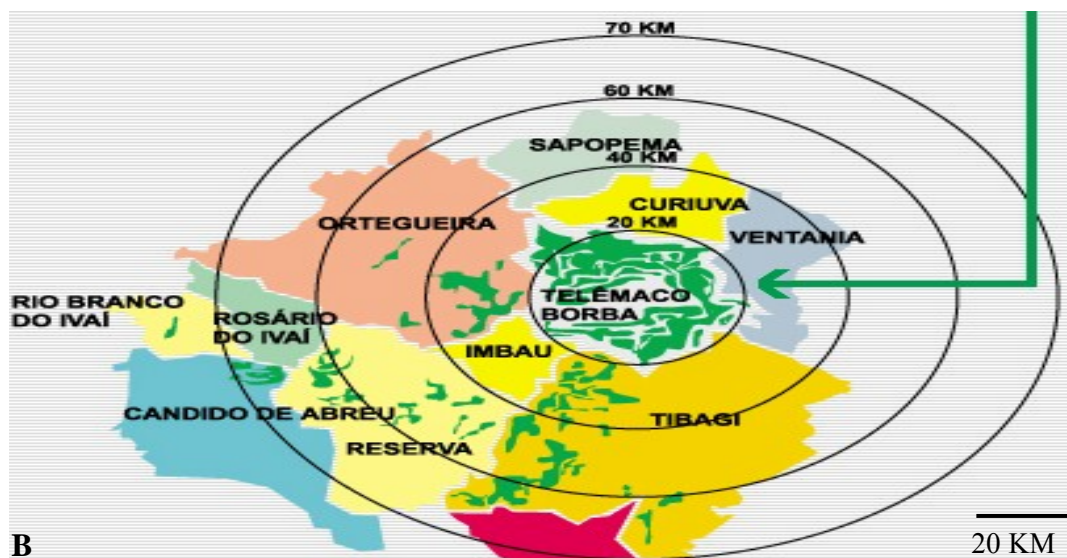 70 KM
60 KM
SAPOPEMA
40 KM
CURIUVA
ORTEGUEIRA
20 KM
VENTANIA
TELÊMACO
BORBA
RIO BRANCO
DO IVAÍ
ROSÁRIO
DO IVAÍ
IMBAU
CANDIDO DE ABREU
TIBAGI
RESERVA
B
20 KM